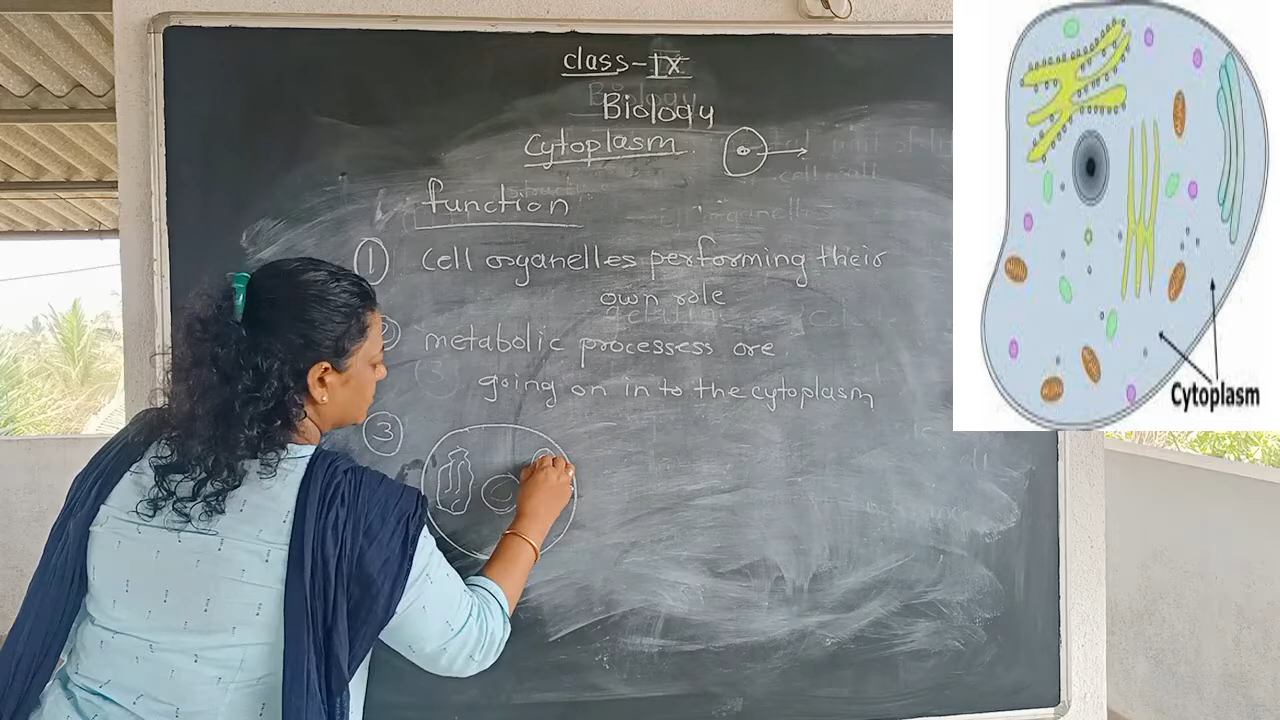 class-IX
Biology
Cytoplasm
function
1 Cell organelles performing their
own role
2 metabolic processess are
going on in to the cytoplasm
3
Cytoplasm